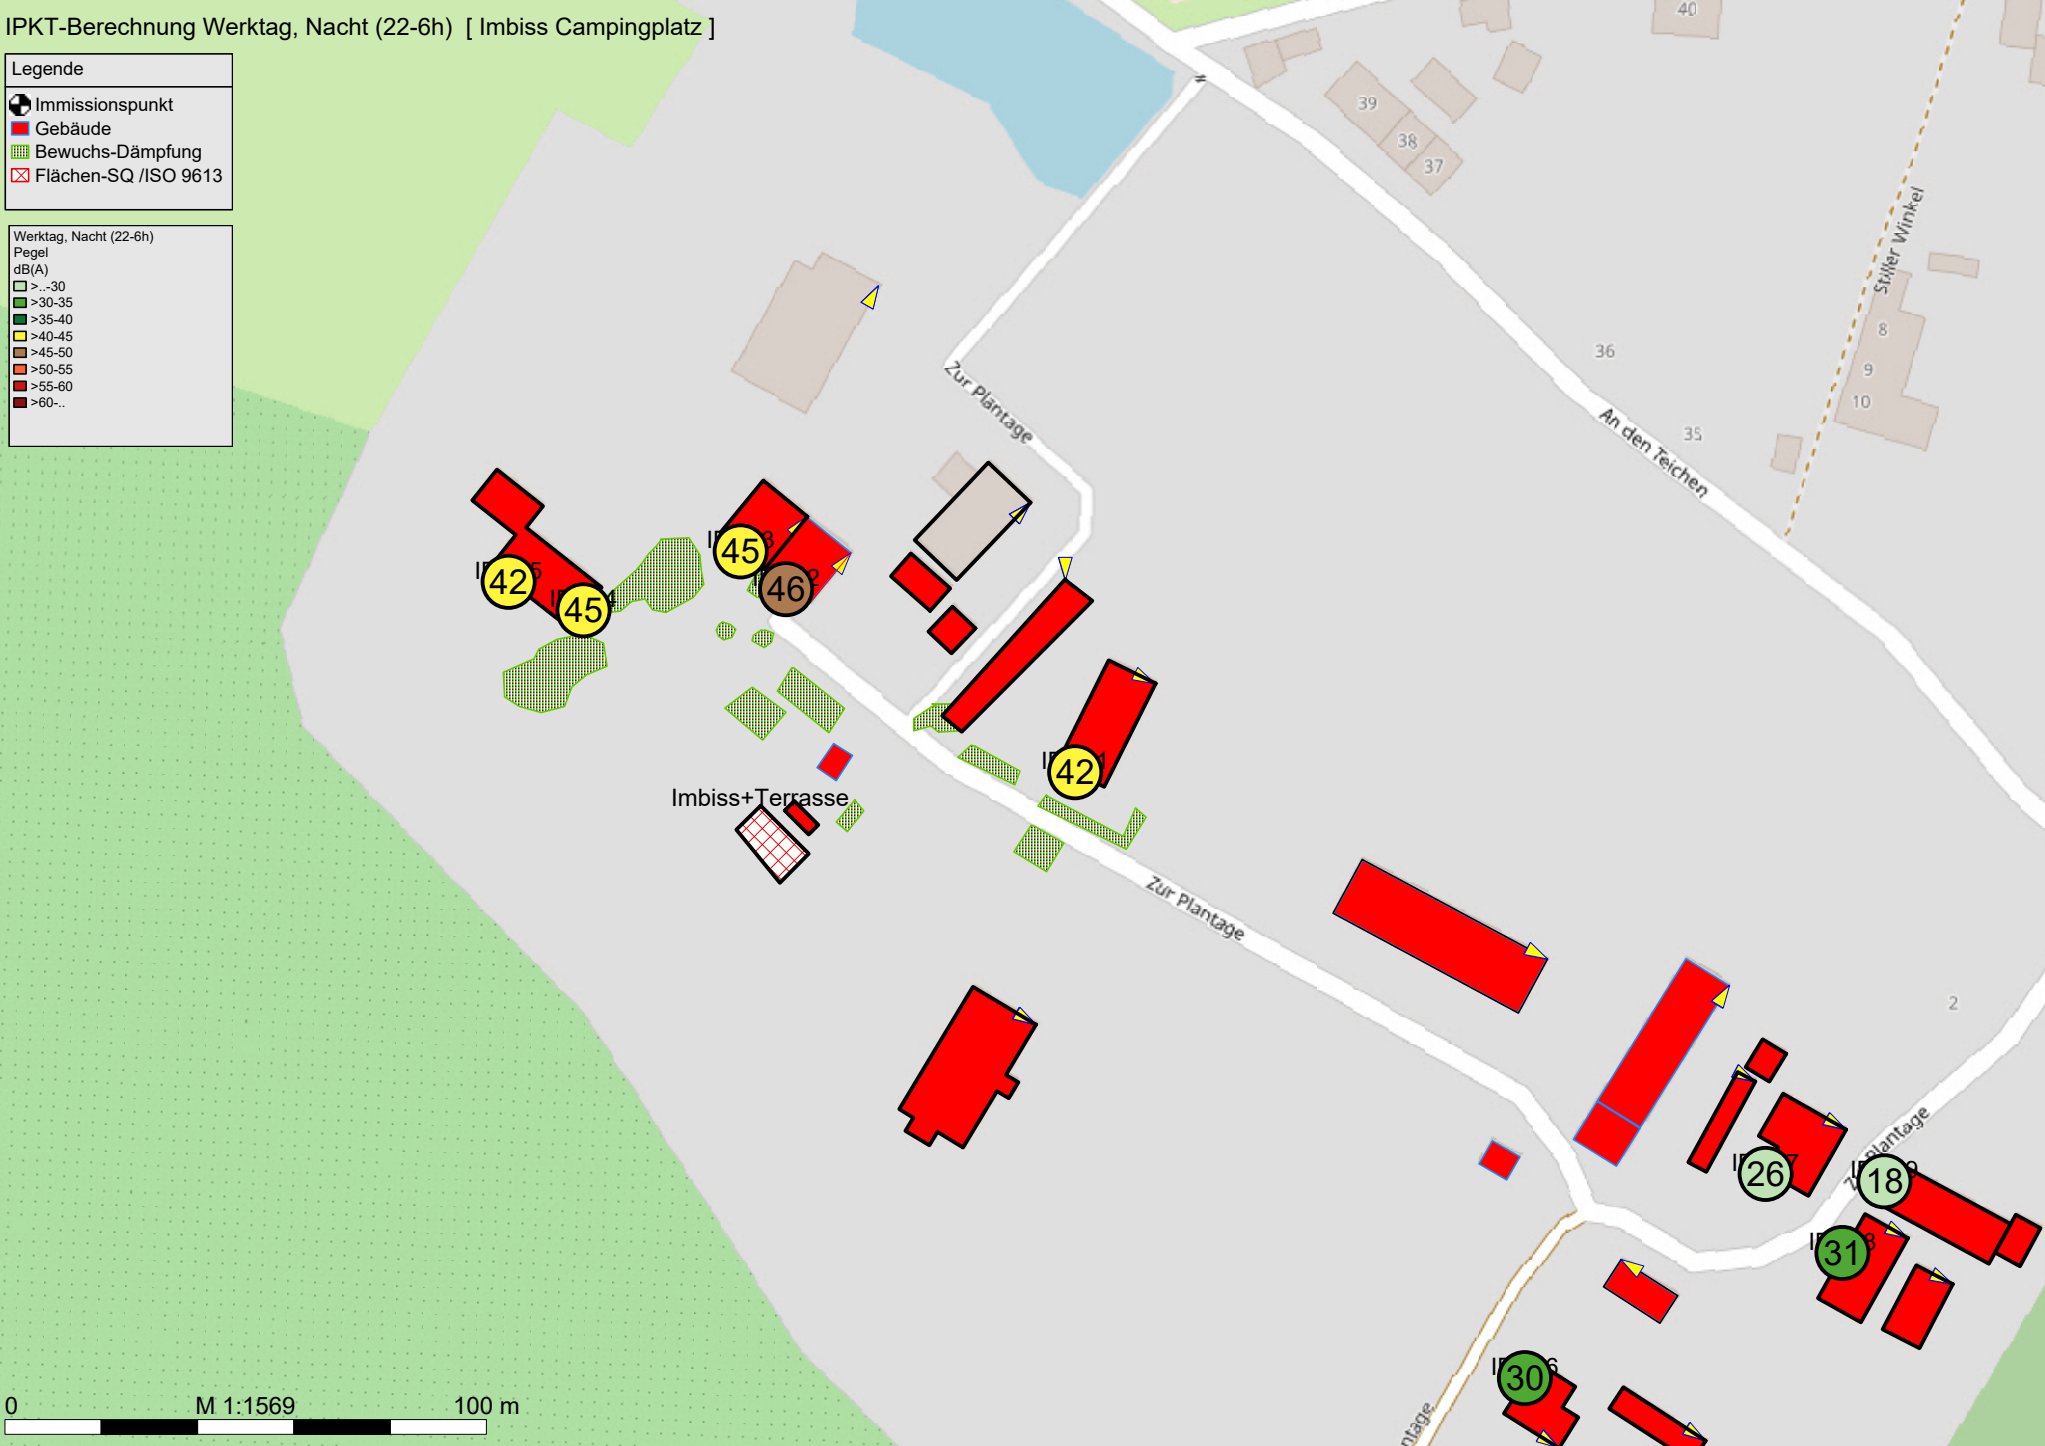 IPKT-Berechnung Werktag, Nacht (22-6h) [ Imbiss Campingplatz ]
Legende
Immissionspunkt
Gebäude
Bewuchs-Dämpfung
Flächen-SQ /ISO 9613
Werktag, Nacht (22-6h)
Pegel
dB(A)
>..-30
>30-35
>35-40
>40-45
>45-50
>50-55
>55-60
>60-..
40
39
38
37
Stiller Winkel
8
9
10
36
35
An den Teichen
Zur Plantage
45
46
42
45
42
Imbiss+Terrasse
Zur Plantage
2
26
18
31
30
0 M 1:1569 100 m